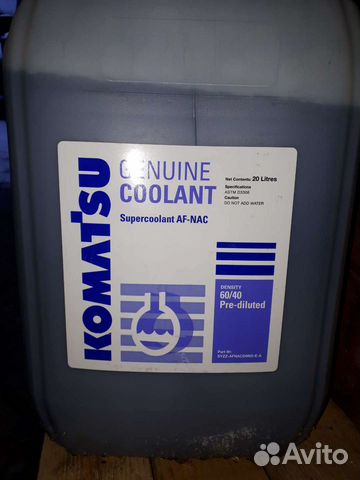 KOMATSU
GENUINE
COOLANT
Supercoolant AF-NAC
Net Contents: 20 Litres
Specifications
ASTM D3306
Caution
DO NOT ADD WATER
DENSITY
60/40
Pre-diluted
Part Nr:
Avito